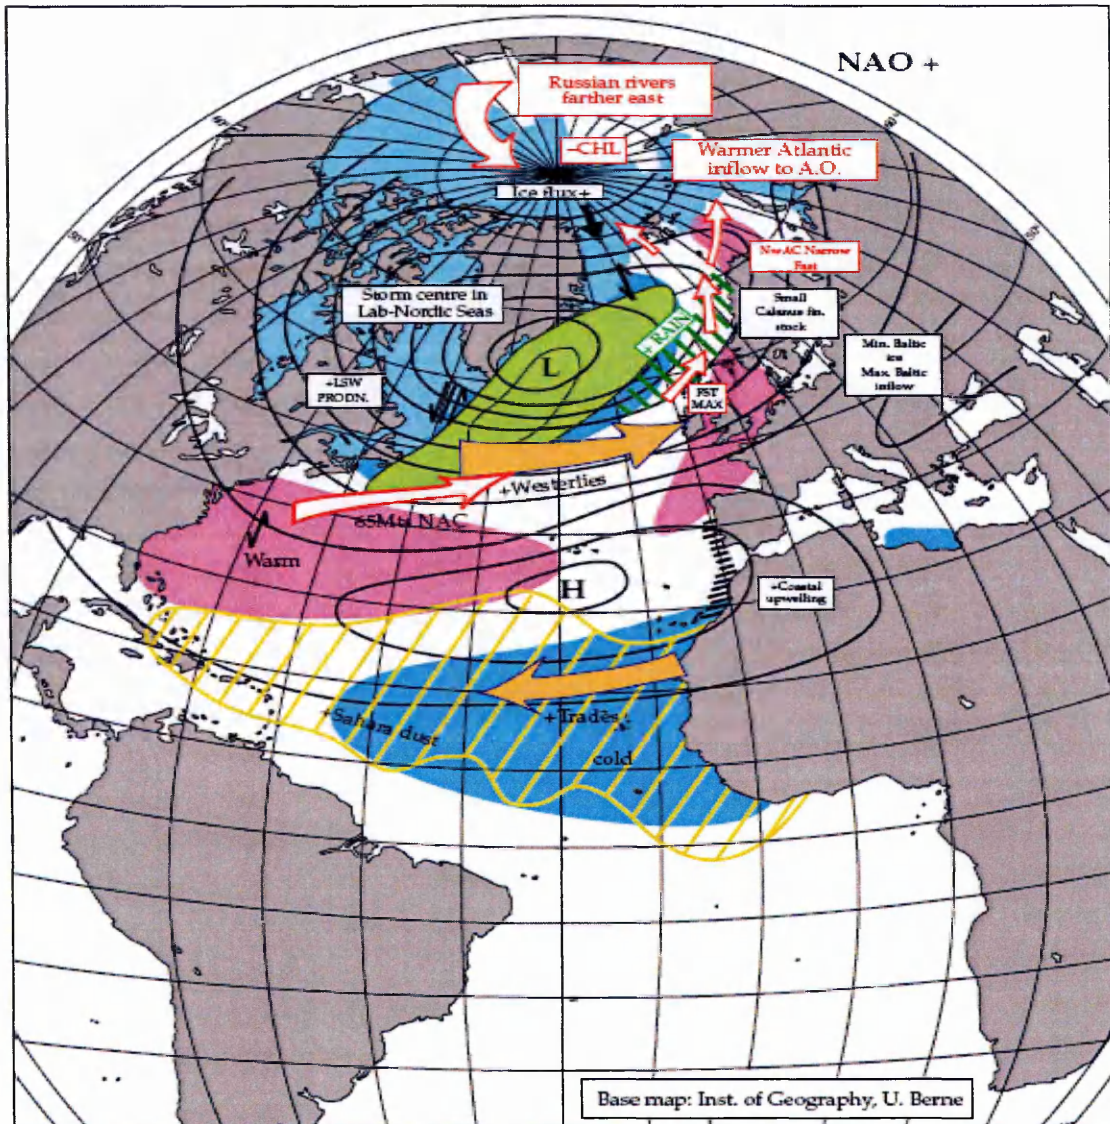 NAO +
Russian rivers
farther east
–CHL
Warmer Atlantic
inflow to A.O.
Ice flux+
NwAC Narrow
Fast
Storm centre in
Lab-Nordic Seas
Small
Calanus fin.
stock
+ RAIN
Min. Baltic
ice
Max. Baltic
inflow
L
+LSW
PRODN.
FST
MAX
+Westerlies
65Mt/ NAC
Warm
H
+Coastal
upwelling
+Sahara dust
+Trades
cold
Base map: Inst. of Geography, U. Berne